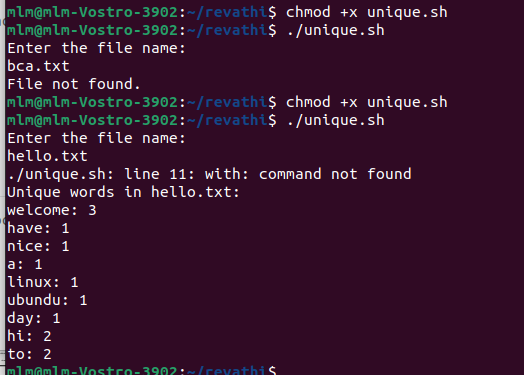 mlm@mlm-Vostro-3902:~/revathi$ chmod +x unique.sh
mlm@mlm-Vostro-3902:~/revathi$ ./unique.sh
Enter the file name:
bca.txt
File not found.
mlm@mlm-Vostro-3902:~/revathi$ chmod +x unique.sh
mlm@mlm-Vostro-3902:~/revathi$ ./unique.sh
Enter the file name:
hello.txt
./unique.sh: line 11: with: command not found
Unique words in hello.txt:
welcome: 3
have: 1
nice: 1
a: 1
linux: 1
ubundu: 1
day: 1
hi: 2
to: 2
mlm@mlm-Vostro-3902:~/revathi$